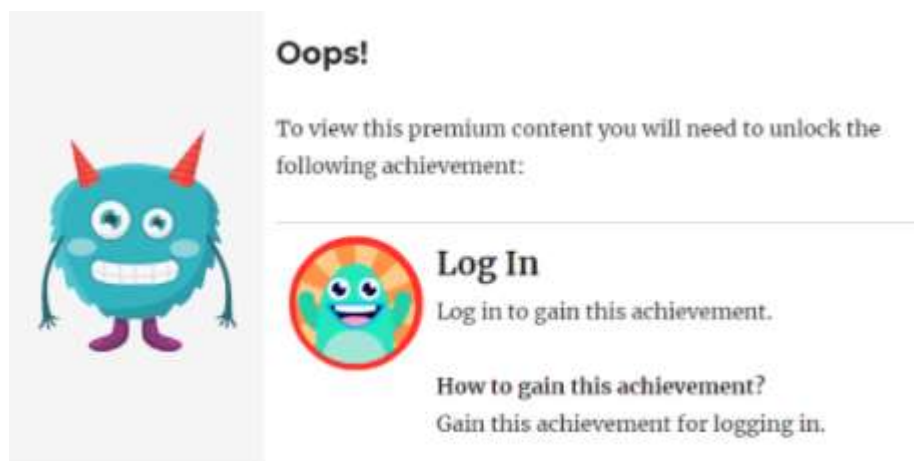 Oops!
To view this premium content you will need to unlock the
following achievement:
Log In
Log in to gain this achievement.
How to gain this achievement?
Gain this achievement for logging in.